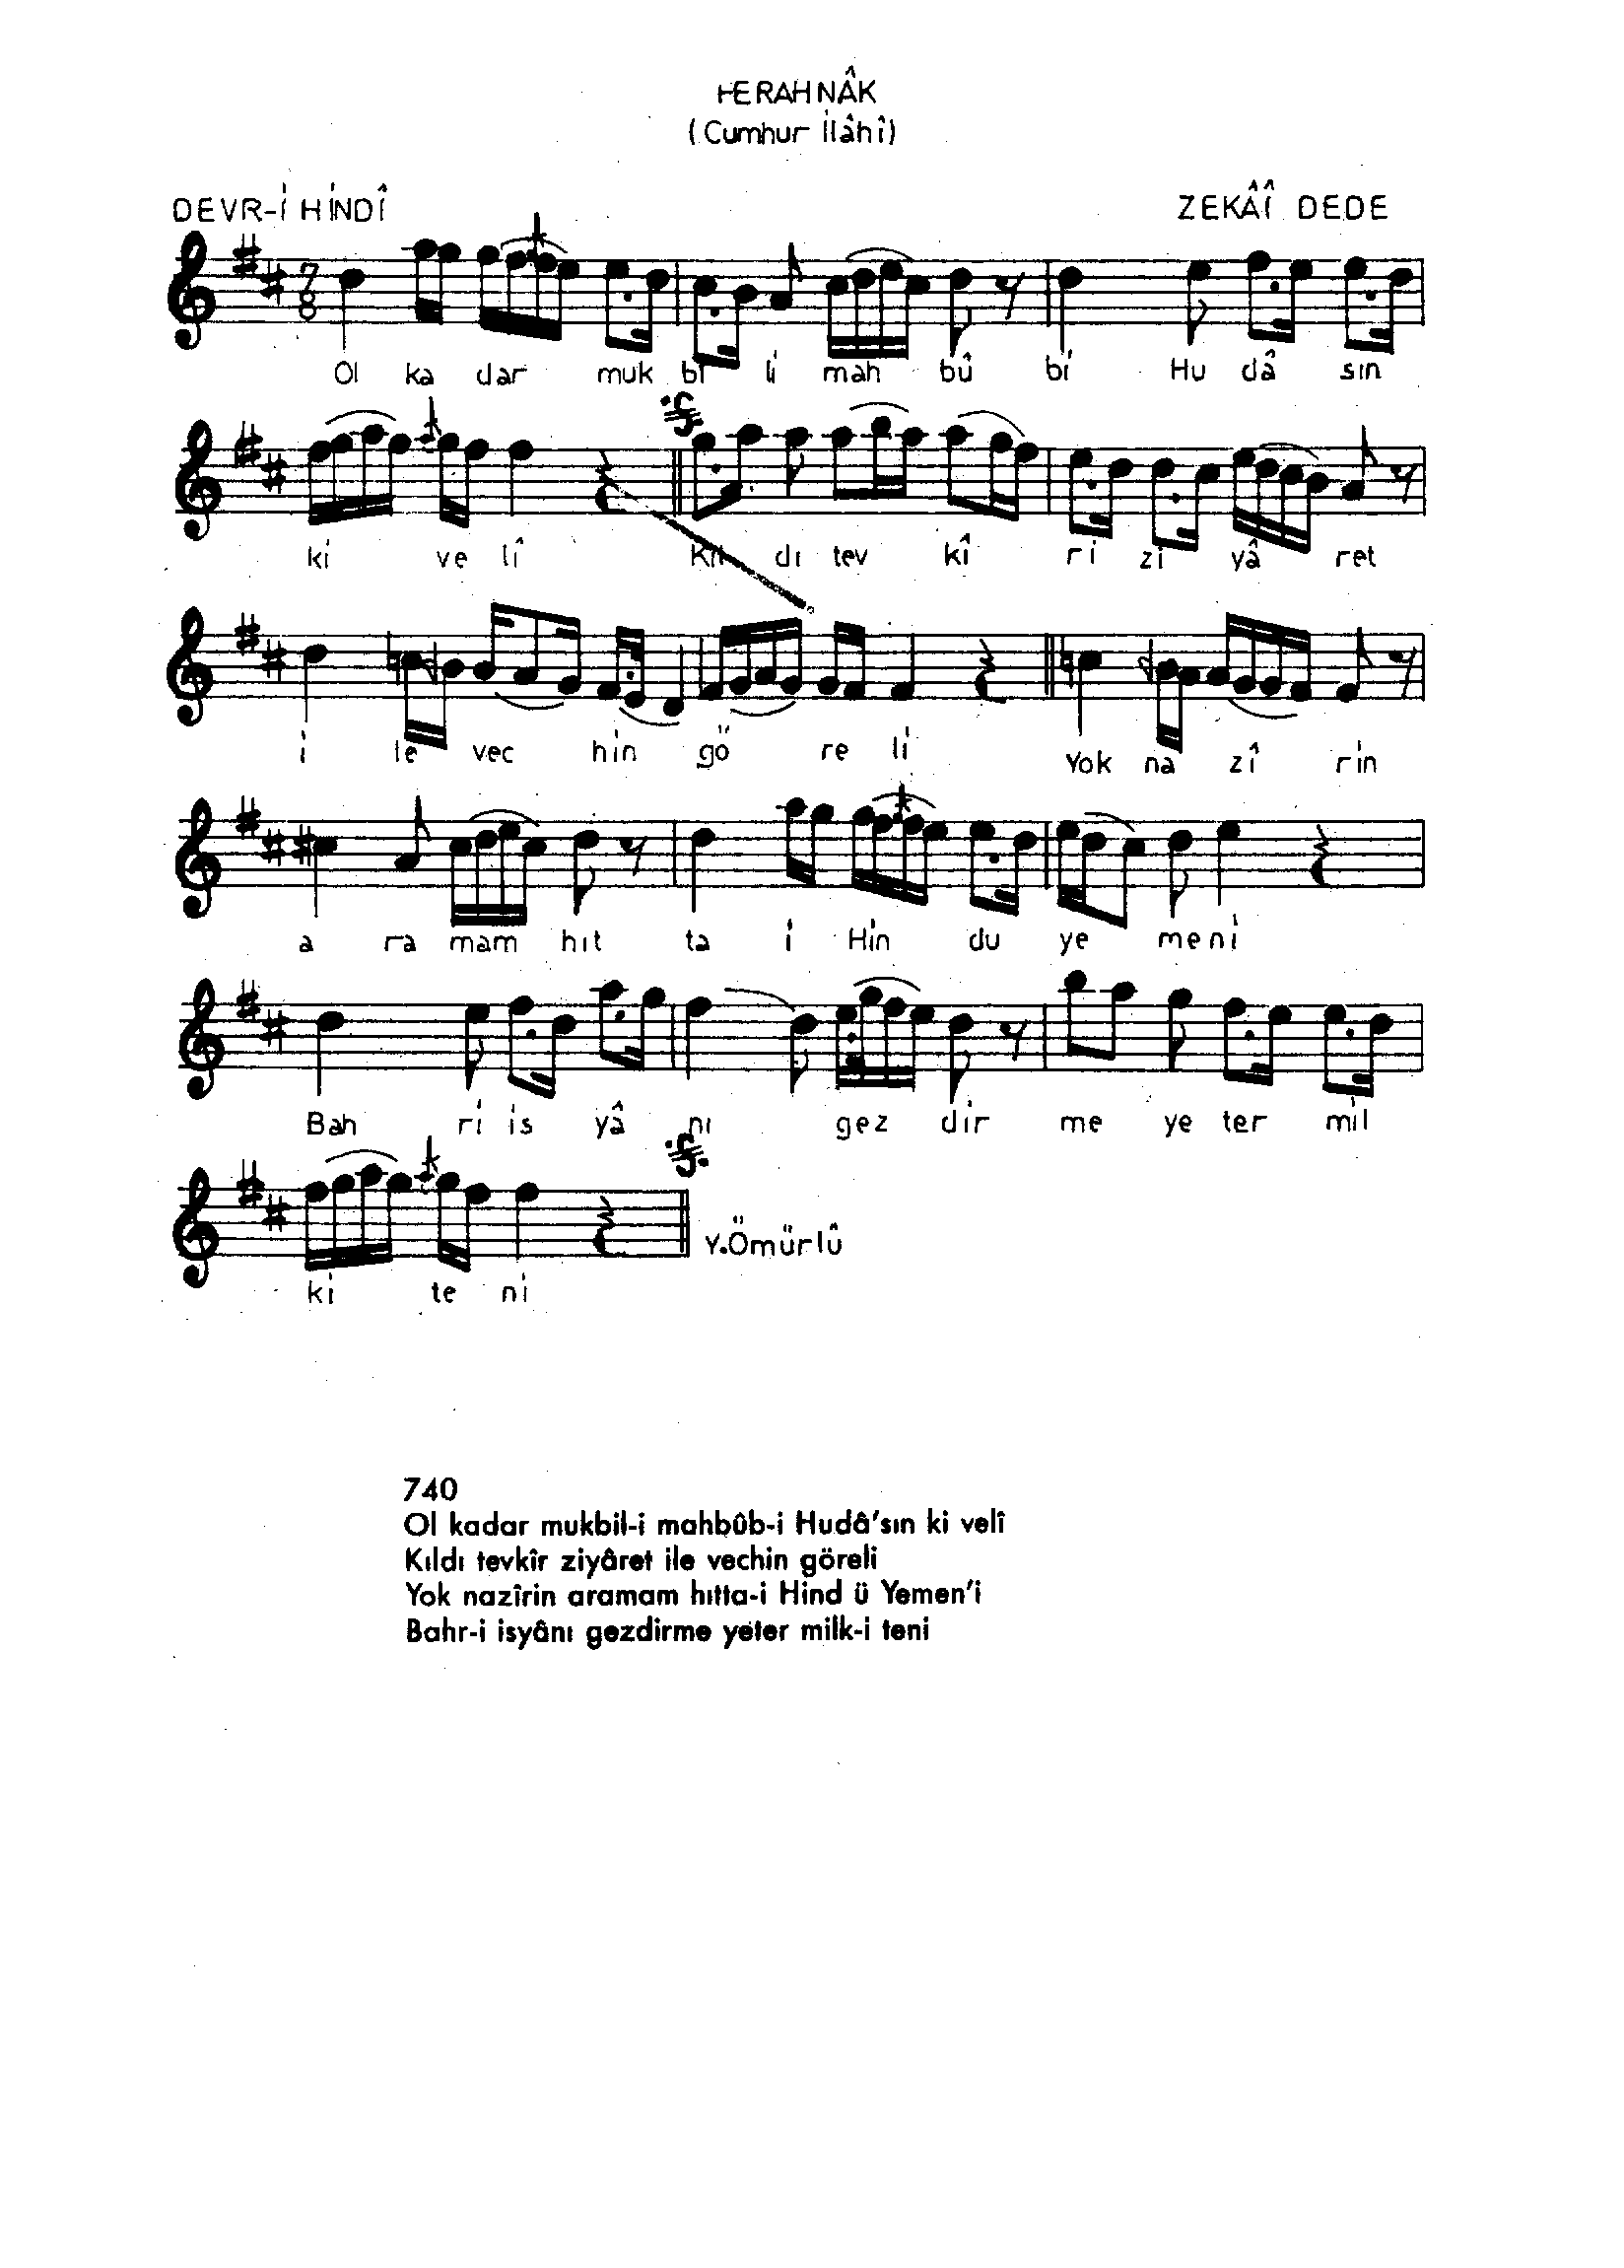 FERAHNÂK
(Cumhur İlâhî)
DEVR-İ HİNDÎ
ZEKÂÎ DEDE
7
8
Ol ka dar muk bi li mah bû bi Hu dâ sın
ki ve lî Kıl dı tev kî ri zi yâ ret
i le vec hin gö re li Yok na zî rin
a ra mam hıt ta i Hin du ye meni
Bah ri is yâ nı gez dir me ye ter mil
ki te ni
Y.Ömürlû
740
Ol kadar mukbil-i mahbûb-i Hudâ'sın ki velî
Kıldı tevkîr ziyâret ile vechin göreli
Yok nazîrin aramam hıtta-i Hind ü Yemen'i
Bahr-i isyânı gezdirme yeter milk-i teni